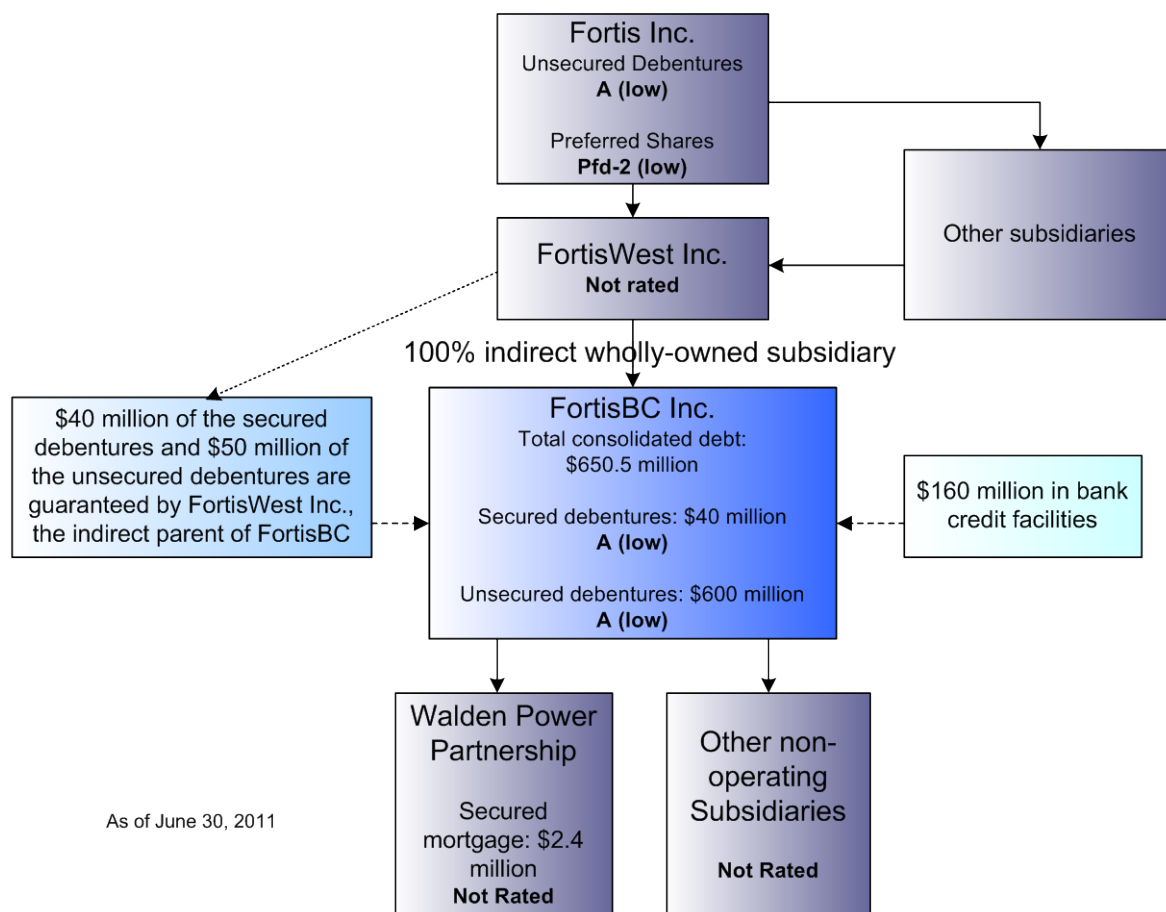 Fortis Inc.
Unsecured Debentures
A (low)
Preferred Shares
Pfd-2 (low)
Other subsidiaries
FortisWest Inc.
Not rated
100% indirect wholly-owned subsidiary
$40 million of the secured
debentures and $50 million of
the unsecured debentures are
guaranteed by FortisWest Inc.,
the indirect parent of FortisBC
FortisBC Inc.
Total consolidated debt:
$650.5 million
Secured debentures: $40 million
A (low)
Unsecured debentures: $600 million
A (low)
$160 million in bank
credit facilities
Walden Power
Partnership
Secured
mortgage: $2.4
million
Not Rated
Other non-
operating
Subsidiaries
Not Rated
As of June 30, 2011